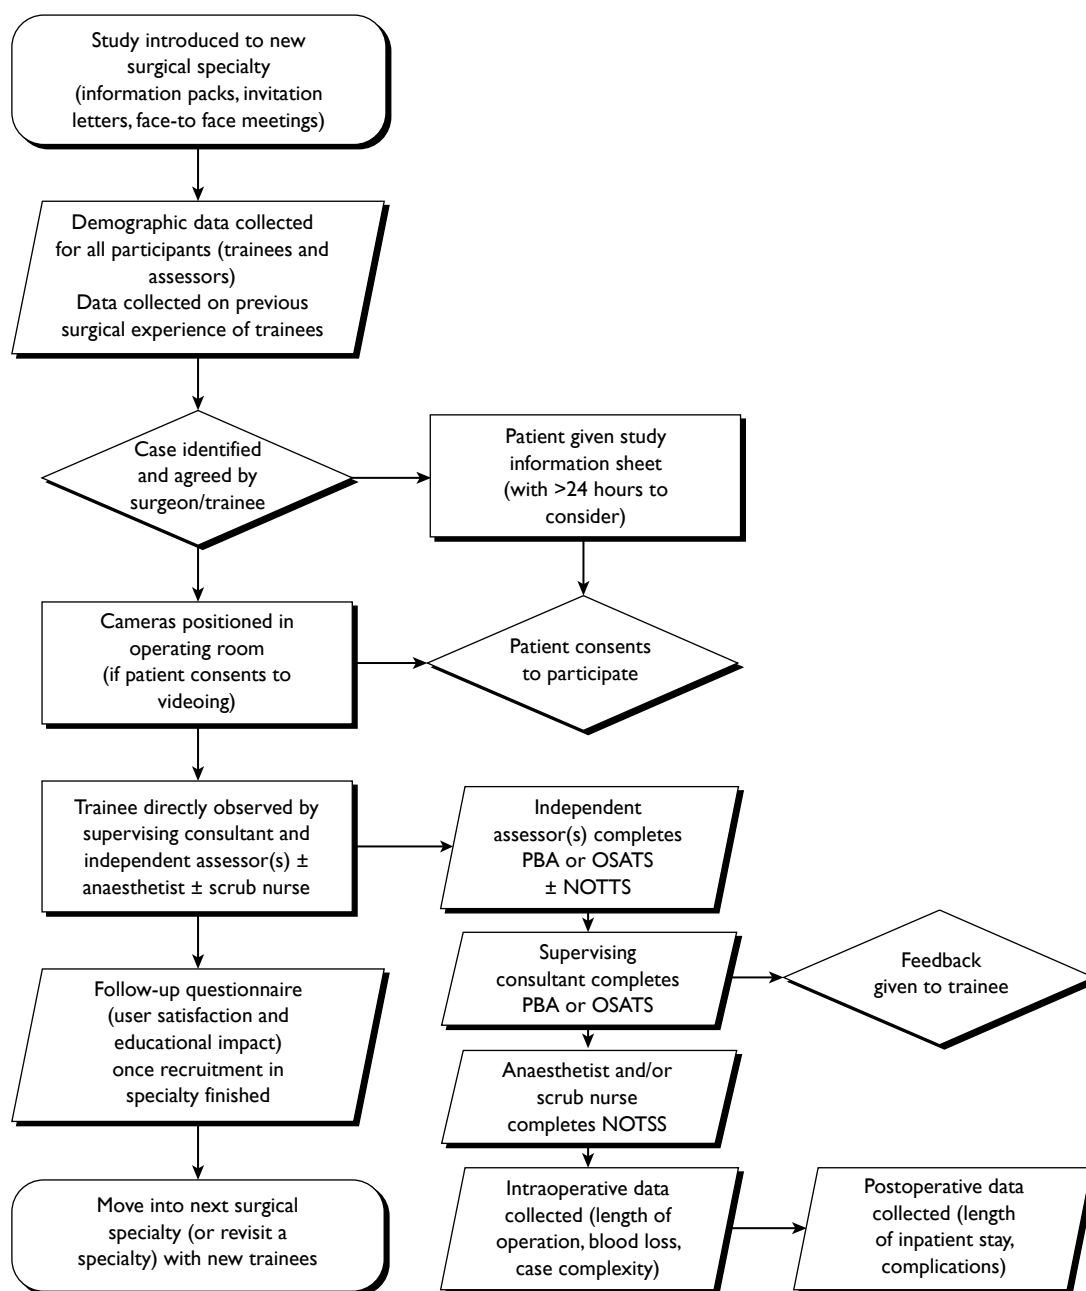 Study introduced to new
surgical specialty
(information packs, invitation
letters, face-to face meetings)
Demographic data collected
for all participants (trainees and
assessors)
Data collected on previous
surgical experience of trainees
Case identified
and agreed by
surgeon/trainee
Patient given study
information sheet
(with >24 hours to
consider)
Cameras positioned in
operating room
(if patient consents to
videoing)
Patient consents
to participate
Trainee directly observed by
supervising consultant and
independent assessor(s) ±
anaesthetist ± scrub nurse
Independent
assessor(s) completes
PBA or OSATS
± NOTTS
Supervising
consultant completes
PBA or OSATS
Feedback
given to trainee
Follow-up questionnaire
(user satisfaction and
educational impact)
once recruitment in
specialty finished
Anaesthetist and/or
scrub nurse
completes NOTSS
Move into next surgical
specialty (or revisit a
specialty) with new trainees
Intraoperative data
collected (length of
operation, blood loss,
case complexity)
Postoperative data
collected (length
of inpatient stay,
complications)